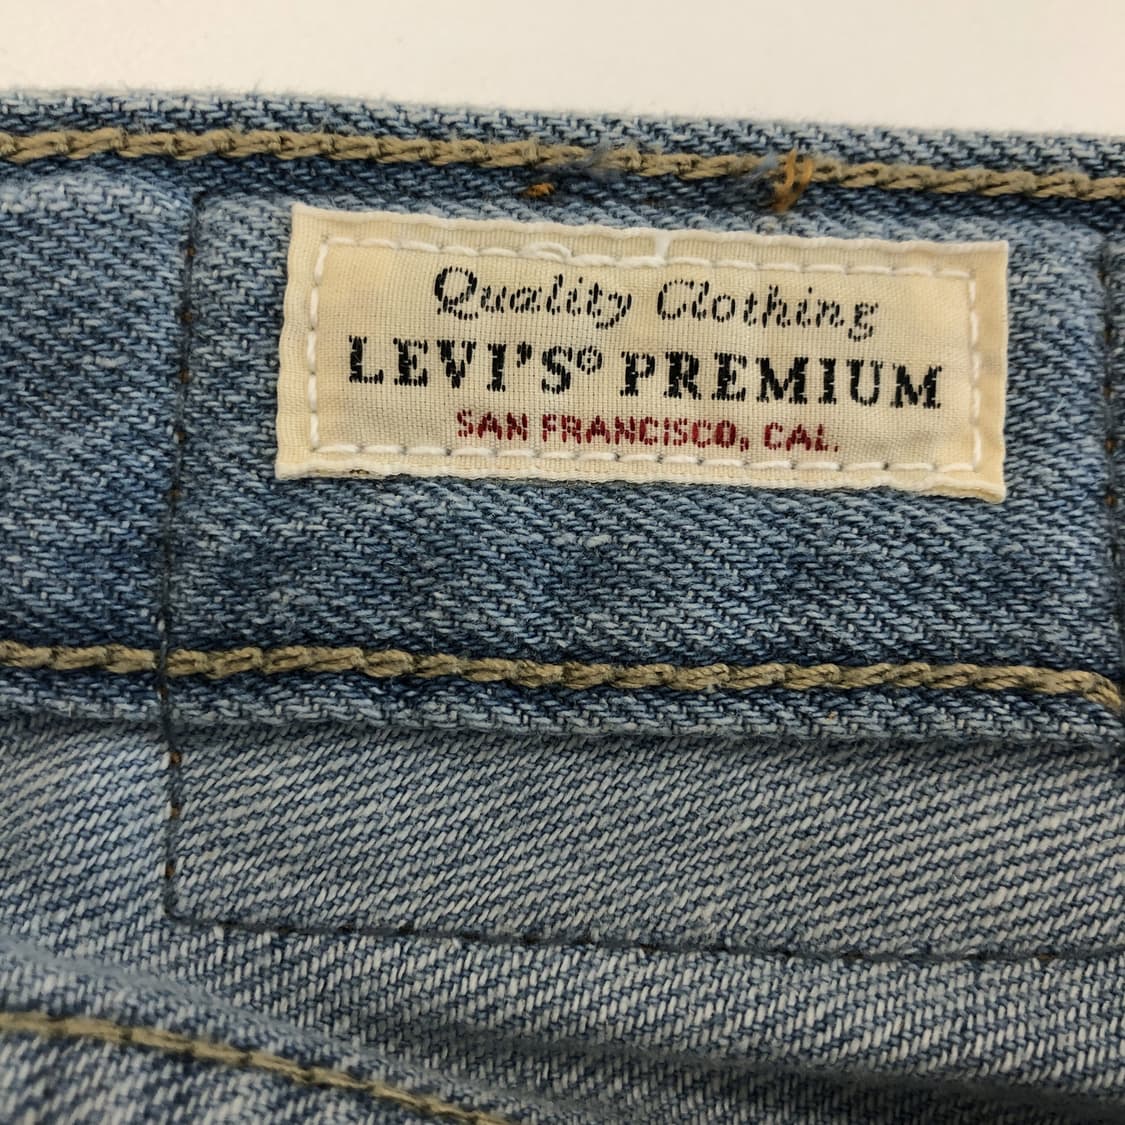 Quality Clothing
LEVI'S® PREMIUM
SAN FRANCISCO, CAL.